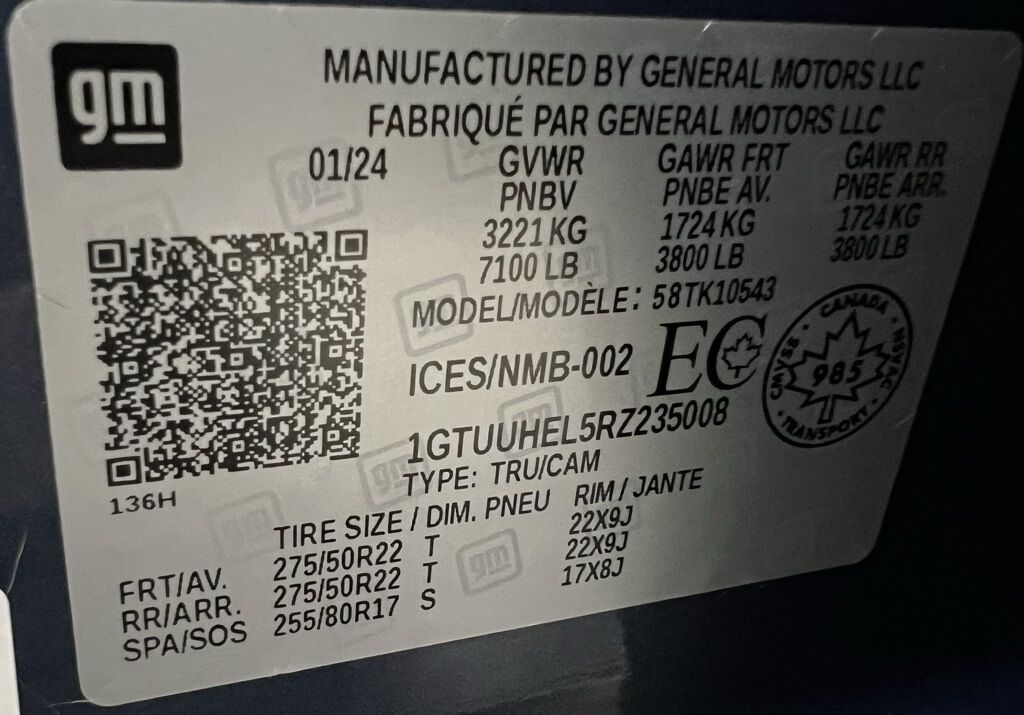 gm
MANUFACTURED BY GENERAL MOTORS LLC
FABRIQUÉ PAR GENERAL MOTORS LLC
01/24 GVWR GAWR FRT GAWR RR
PNBV PNBE AV. PNBE ARR.
3221 KG 1724 KG 1724 KG
7100 LB 3800 LB 3800 LB
MODEL/MODÈLE: 58TK10543
ICES/NMB-002 EC
CANADA
CMVSS 985 NSVAC
TRANSPORT
1GTUUHEL5RZ235008
TYPE: TRU/CAM
136H
TIRE SIZE / DIM. PNEU RIM / JANTE
FRT/AV. 275/50R22 T 22X9J
RR/ARR. 275/50R22 T 22X9J
SPA/SOS 255/80R17 S 17X8J